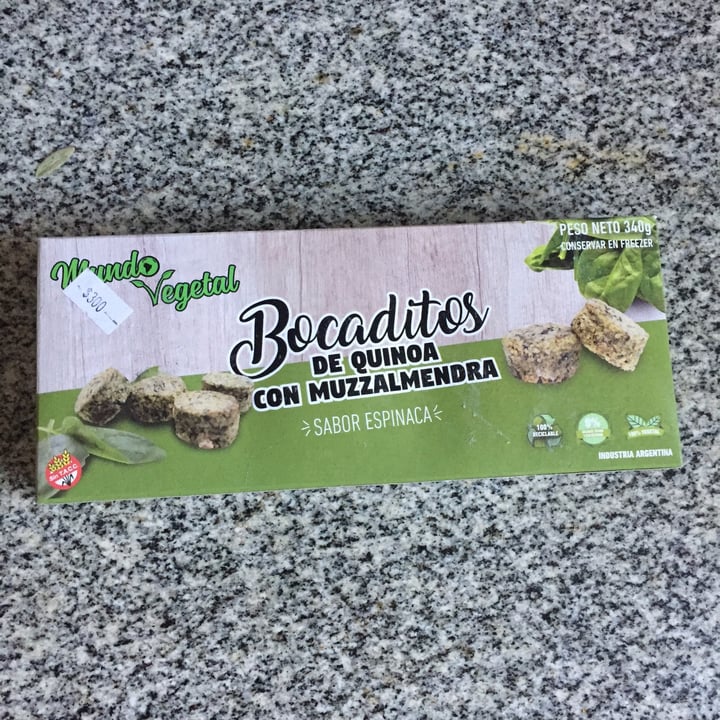 Mundo
Vegetal
$300
PESO NETO 340g
CONSERVAR EN FREEZER
Bocaditos
DE QUINOA
CON MUZZALMENDRA
SABOR ESPINACA
Sin T.A.C.C.
100%
RECICLABLE
0%
100% VEGETAL
INDUSTRIA ARGENTINA